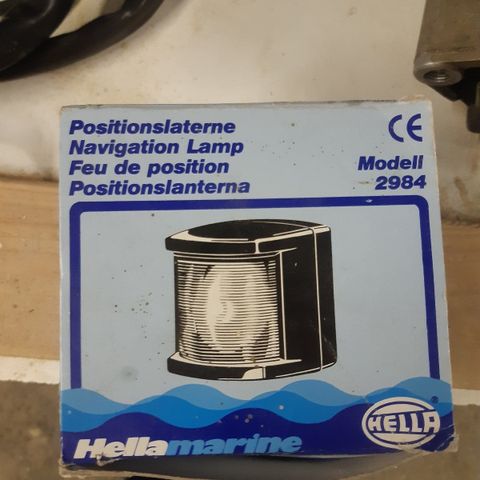 Positionslaterne
Navigation Lamp
Feu de position
Positionslanterna
CE
Modell
2984
Hellamarine
HELLA